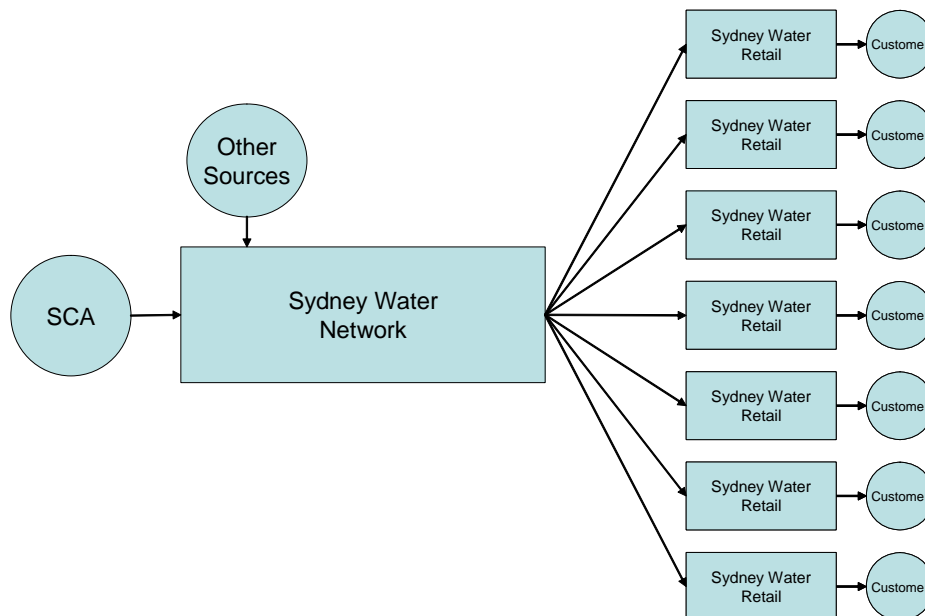 Sydney Water
Retail
Custome
Sydney Water
Retail
Custome
Other
Sources
Sydney Water
Retail
Custome
SCA
Sydney Water
Network
Sydney Water
Retail
Custome
Sydney Water
Retail
Custome
Sydney Water
Retail
Custome
Sydney Water
Retail
Custome